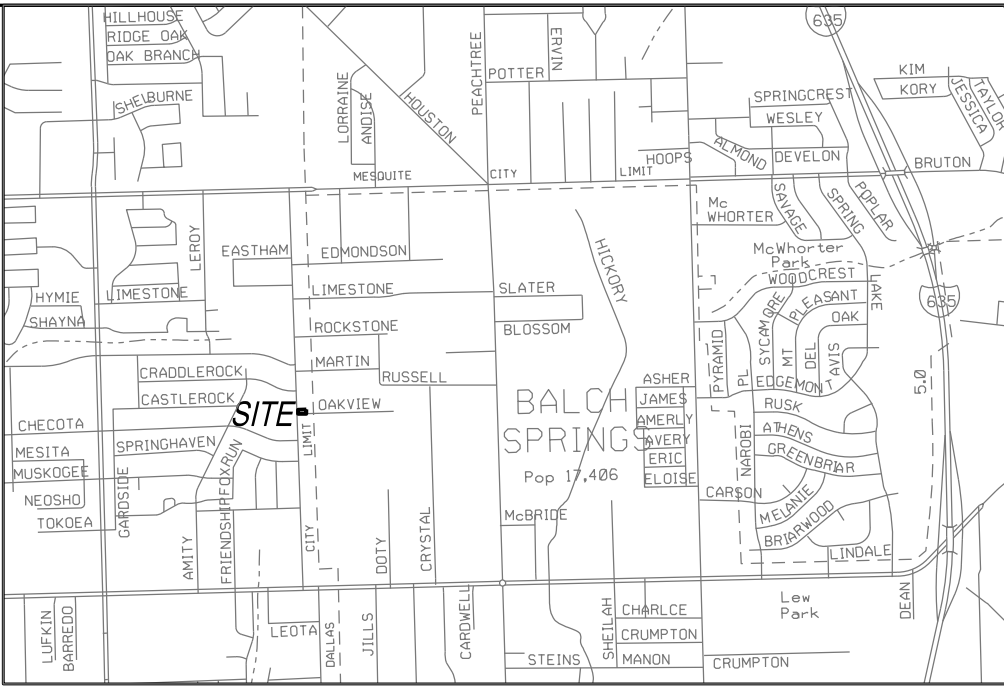 HILLHOUSE
RIDGE OAK
OAK BRANCH
SHELBURNE
LORRAINE
ANDISE
HOUSTON
PEACHTREE
POTTER
ERVIN
635
KIM
KORY
JESSICA
TAYLOR
SPRINGCREST
WESLEY
ALMOND
DEVELON
BRUTON
HOOPS
MESQUITE
CITY
LIMIT
LEROY
EASTHAM
EDMONDSON
HICKORY
Mc
WHORTER
SAVAGE
SPRING
POPLAR
McWhorter
Park
WOODCREST
LAKE
635
HYMIE
LIMESTONE
SHAYNA
LIMESTONE
SLATER
ROCKSTONE
BLOSSOM
MARTIN
RUSSELL
PYRAMID
PL
SYCAMORE
MT
PLEASANT
OAK
DEL
TAVIS
EDGEMONT
5.0
CRADDLEROCK
CASTLEROCK
SITE
OAKVIEW
LIMIT
CITY
CHECOTA
SPRINGHAVEN
MESITA
MUSKOGEE
NEOSHO
TOKOEA
GARDSIDE
FOXRUN
FRIENDSHIP
AMITY
BALCH
SPRINGS
Pop 17,406
ASHER
JAMES
AMERLY
AVERY
ERIC
ELOISE
RUSK
ATHENS
GREENBRIAR
NAROBI
CARSON
MELANIE
BRIARWOOD
LINDALE
McBRIDE
DOTY
CRYSTAL
LUFKIN
BARREDO
LEOTA
DALLAS
JILLS
CARDWELL
SHEILAH
CHARLCE
CRUMPTON
STEINS
MANON
CRUMPTON
Lew
Park
DEAN